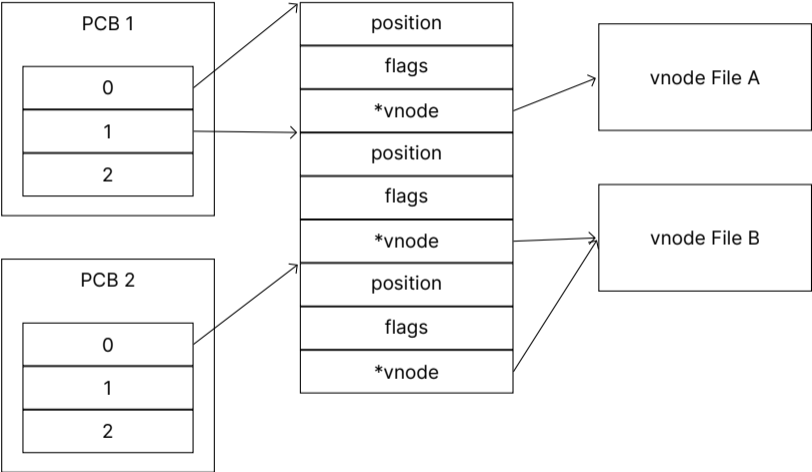 PCB 1
0
1
2
PCB 2
0
1
2
position
flags
*vnode
position
flags
*vnode
position
flags
*vnode
vnode File A
vnode File B